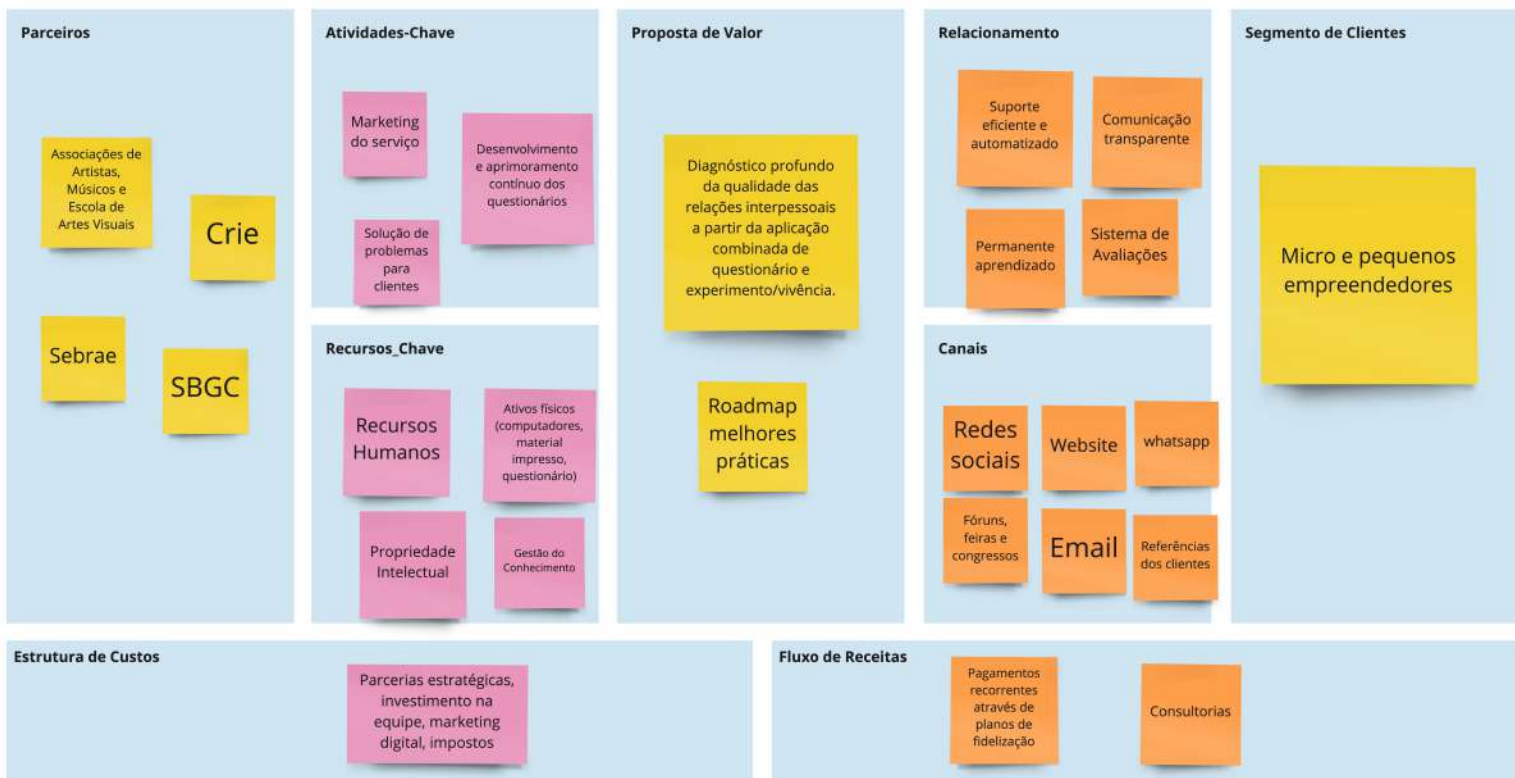 Parceiros
Associações de
Artistas,
Músicos e
Escola de
Artes Visuais
Crie
Sebrae
SBGC
Atividades-Chave
Marketing
do serviço
Desenvolvimento
e aprimoramento
contínuo dos
questionários
Solução de
problemas
para
clientes
Recursos_Chave
Recursos
Humanos
Ativos físicos
(computadores,
material
impresso,
questionário)
Propriedade
Intelectual
Gestão do
Conhecimento
Proposta de Valor
Diagnóstico profundo
da qualidade das
relações interpessoais
a partir da aplicação
combinada de
questionário e
experimento/vivência.
Roadmap
melhores
práticas
Relacionamento
Suporte
eficiente e
automatizado
Comunicação
transparente
Permanente
aprendizado
Sistema de
Avaliações
Canais
Redes
sociais
Website
whatsapp
Fóruns,
feiras e
congressos
Email
Referências
dos clientes
Segmento de Clientes
Micro e pequenos
empreendedores
Estrutura de Custos
Parcerias estratégicas,
investimento na
equipe, marketing
digital, impostos
Fluxo de Receitas
Pagamentos
recorrentes
através de
planos de
fidelização
Consultorias